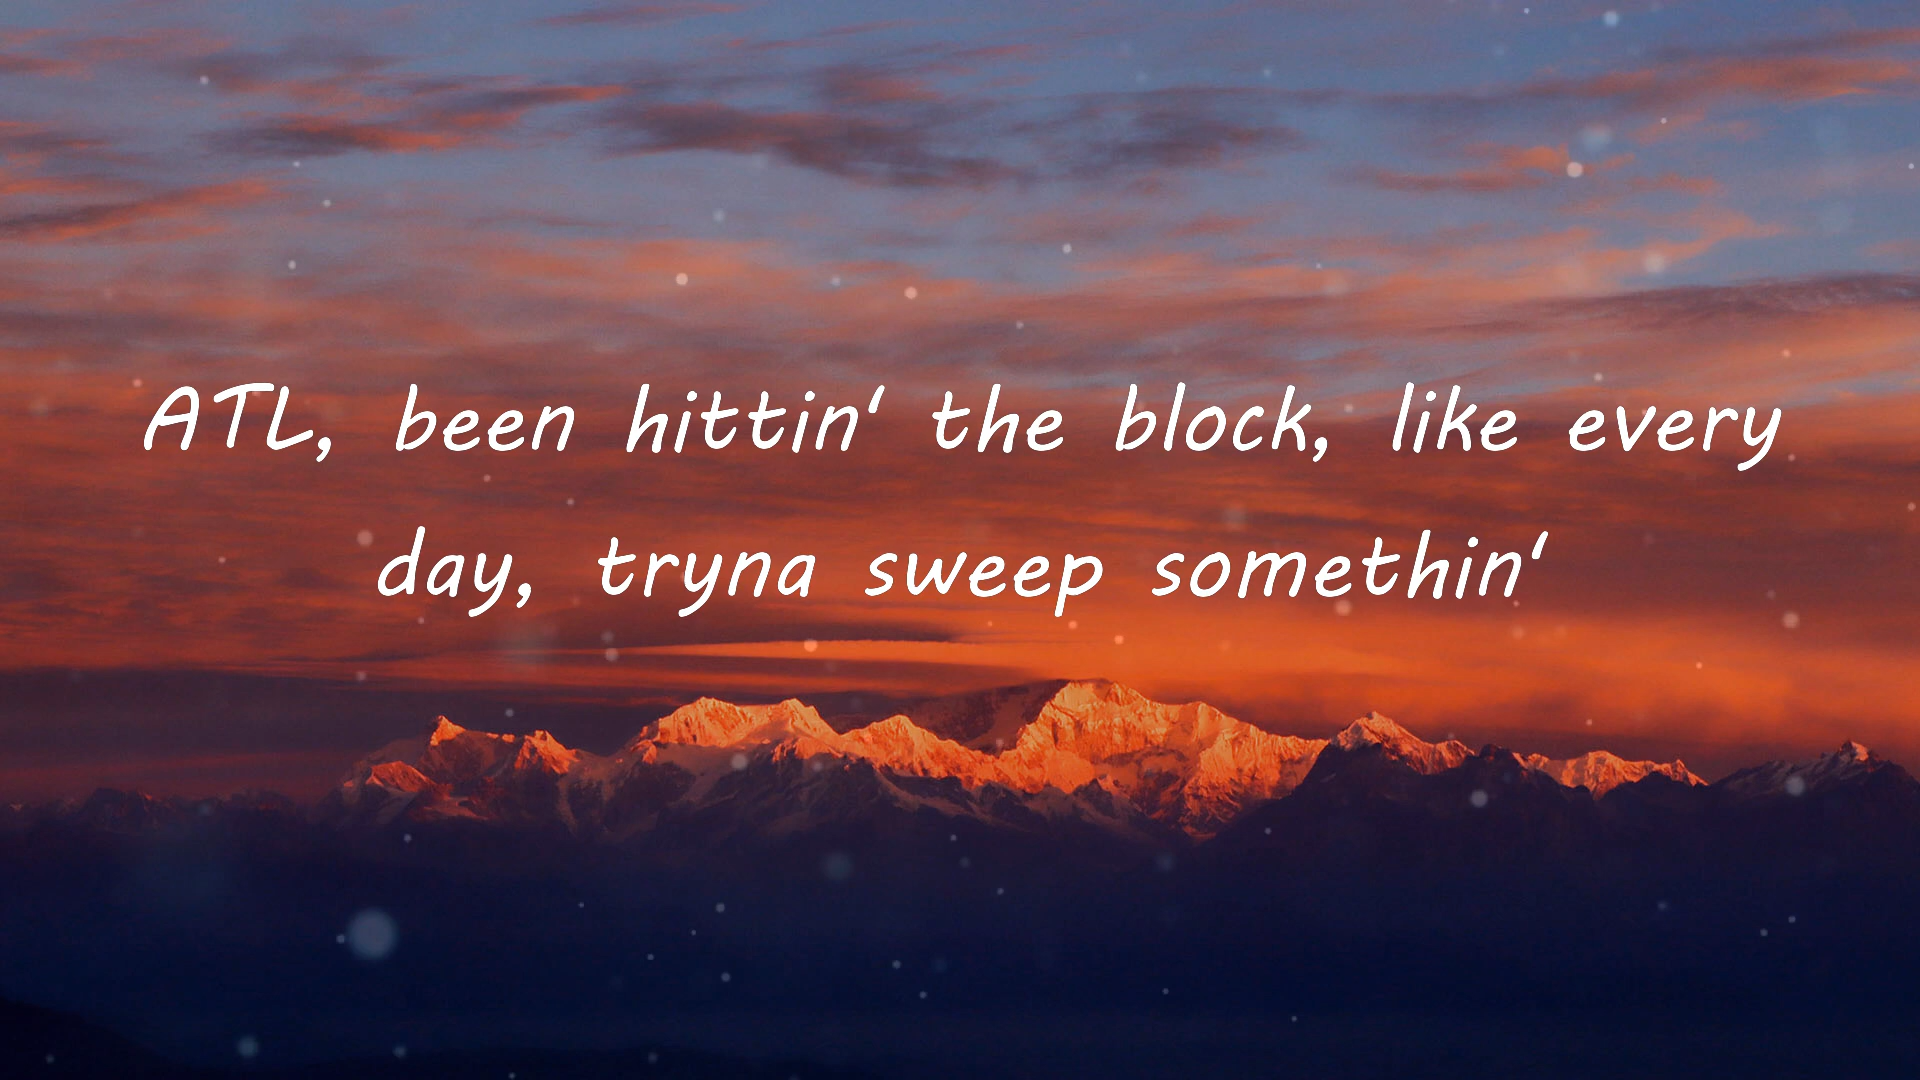 ATL, been hittin' the block, like every
day, tryna sweep somethin'